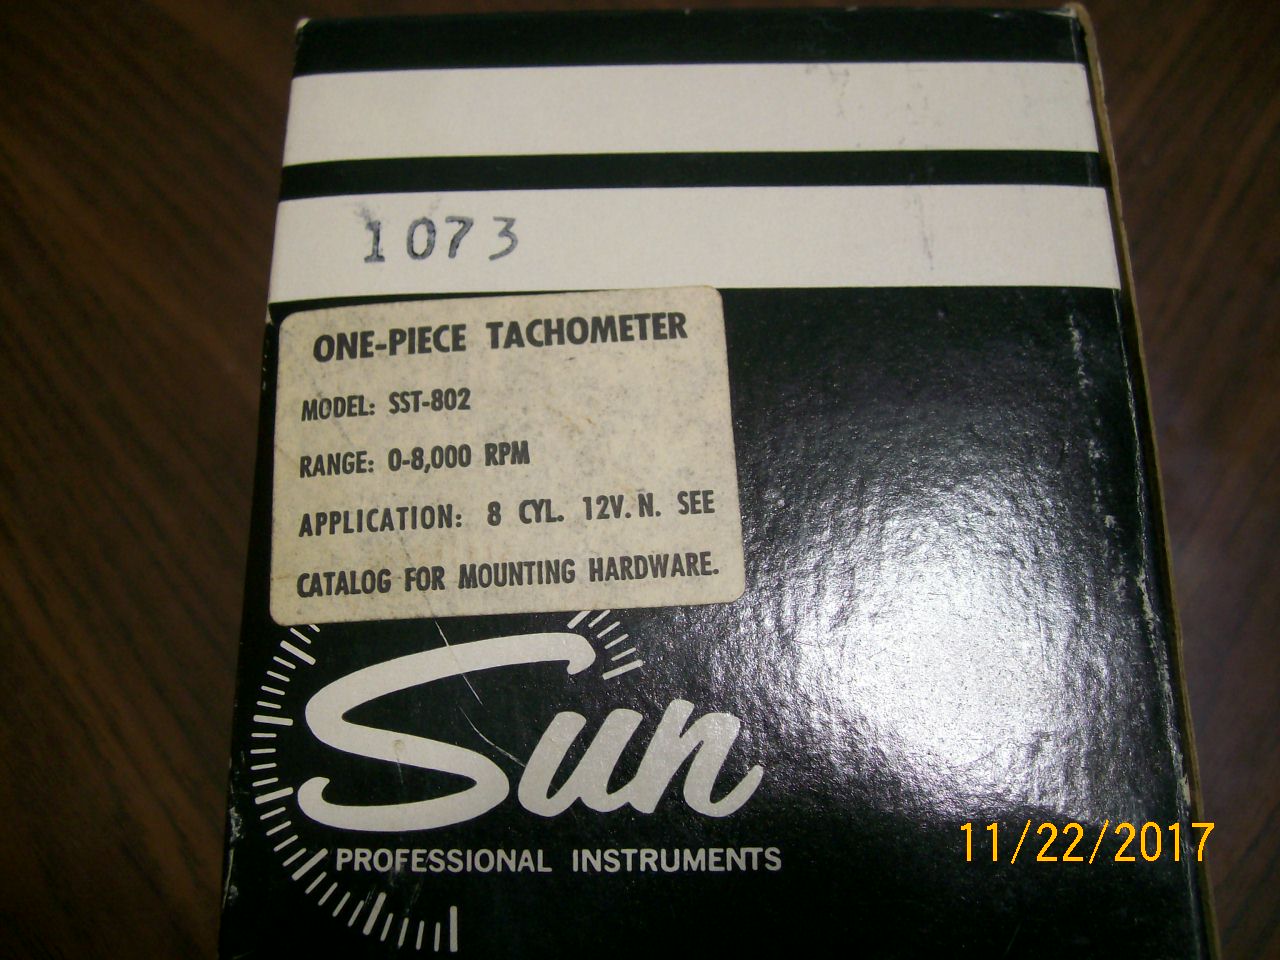 1073
ONE-PIECE TACHOMETER
MODEL: SST-802
RANGE: 0-8,000 RPM
APPLICATION: 8 CYL. 12V. N. SEE
CATALOG FOR MOUNTING HARDWARE.
Sun
PROFESSIONAL INSTRUMENTS
11/22/2017